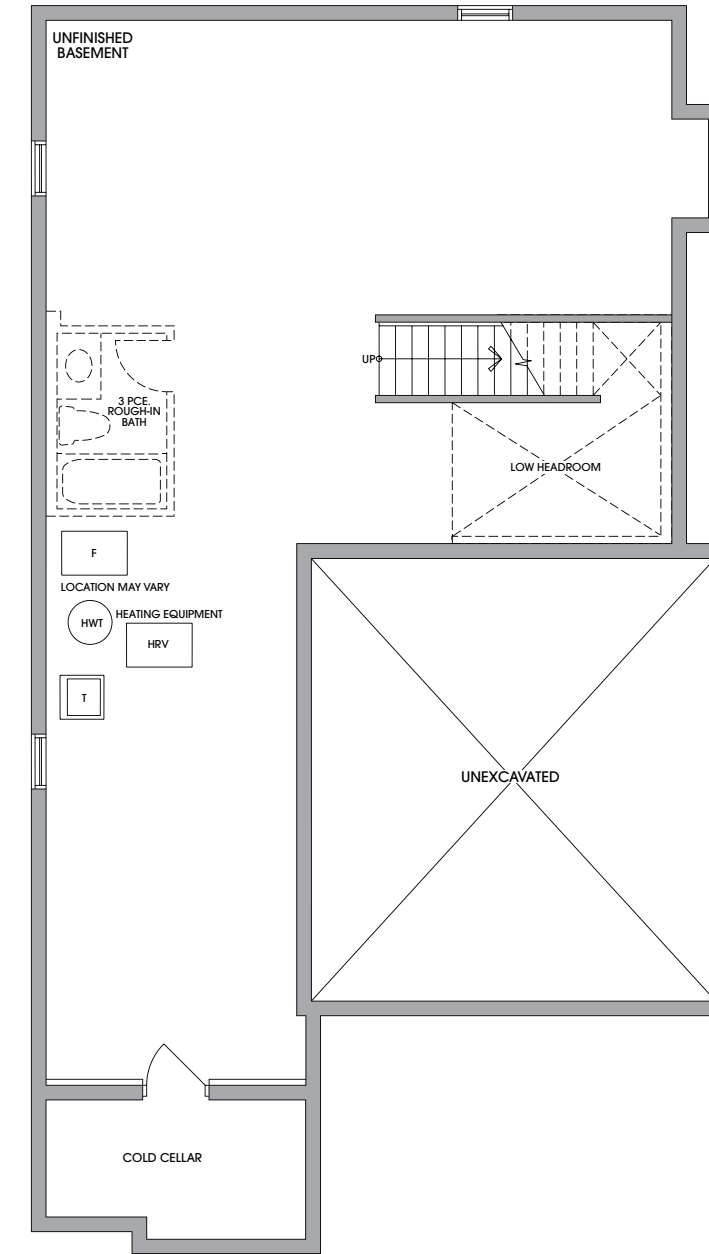 UNFINISHED
BASEMENT
UP
3 PCE.
ROUGH-IN
BATH
LOW HEADROOM
F
LOCATION MAY VARY
HWT
HEATING EQUIPMENT
HRV
T
UNEXCAVATED
COLD CELLAR